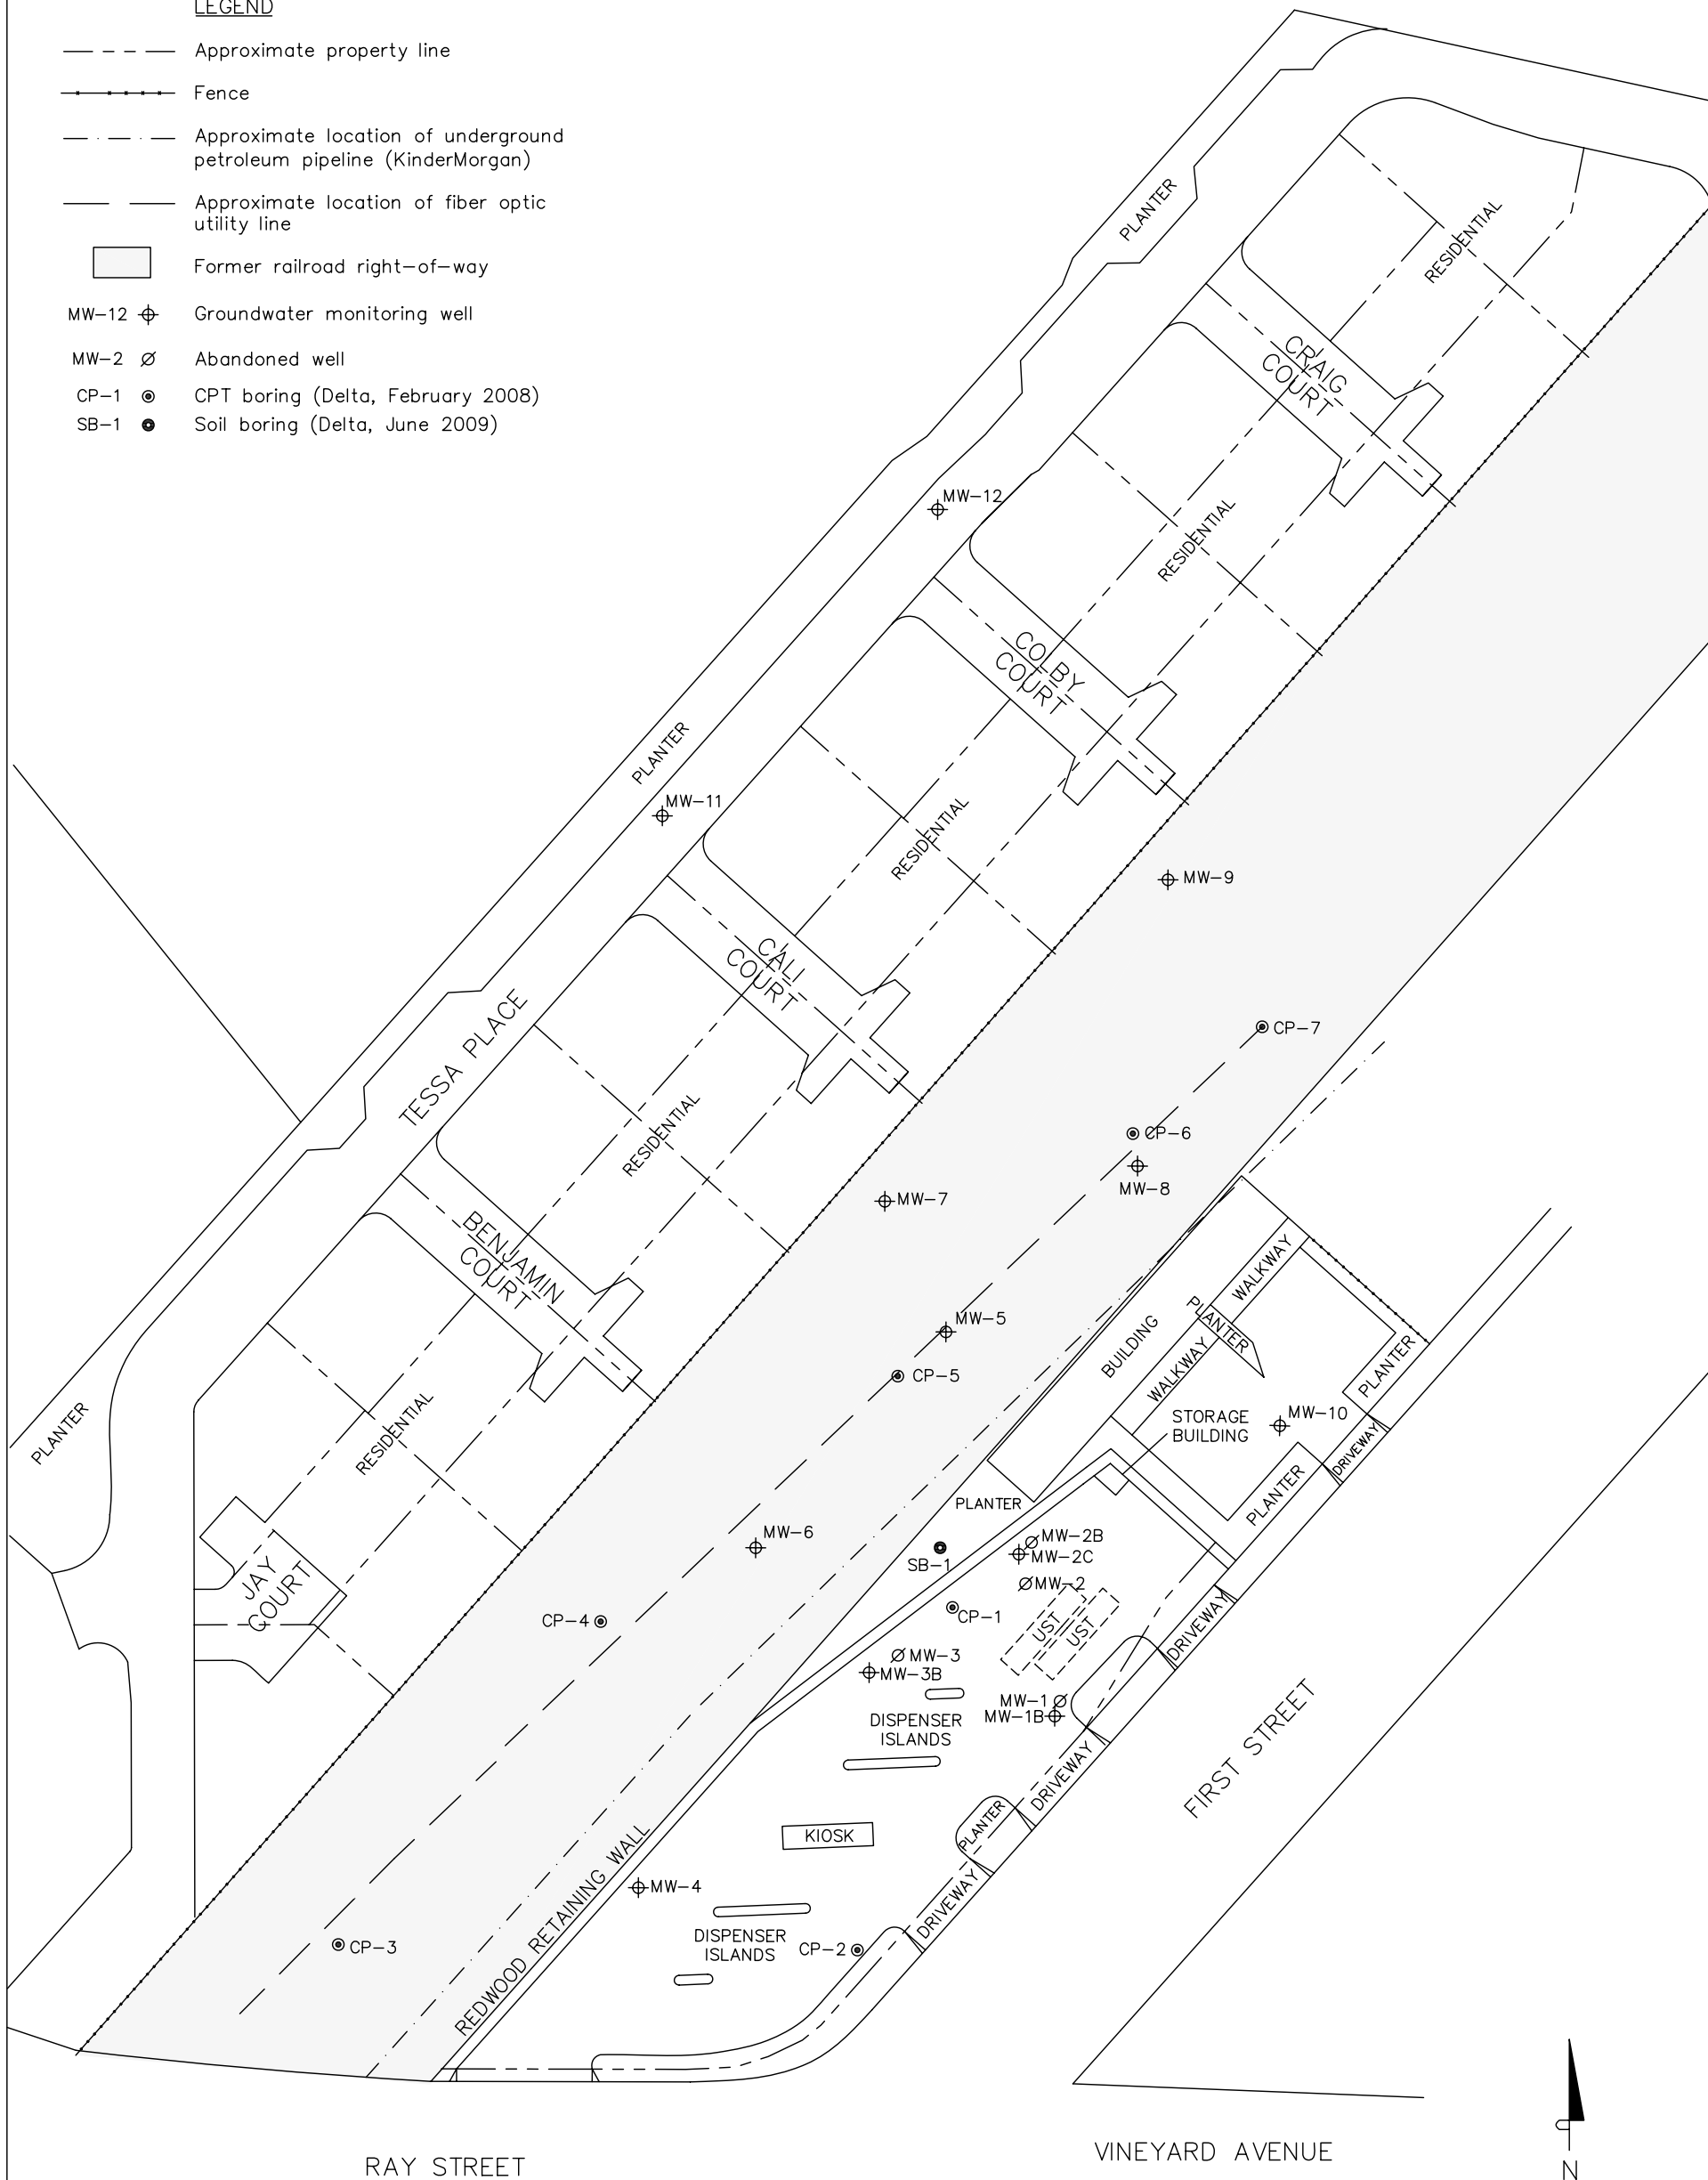 LEGEND
Approximate property line
Fence
Approximate location of underground
petroleum pipeline (KinderMorgan)
Approximate location of fiber optic
utility line
Former railroad right-of-way
MW-12 Groundwater monitoring well
MW-2 Abandoned well
CP-1 CPT boring (Delta, February 2008)
SB-1 Soil boring (Delta, June 2009)
PLANTER
RESIDENTIAL
CRAIG
COURT
MW-12
RESIDENTIAL
COLBY
COURT
PLANTER
MW-11
RESIDENTIAL
MW-9
CALI
COURT
CP-7
TESSA PLACE
RESIDENTIAL
CP-6
MW-8
MW-7
BENJAMIN
COURT
WALKWAY
PLANTER
MW-5
BUILDING
WALKWAY
PLANTER
CP-5
PLANTER
RESIDENTIAL
STORAGE
BUILDING
MW-10
DRIVEWAY
PLANTER
PLANTER
MW-6
MW-2B
MW-2C
SB-1
MW-2
JAY
COURT
CP-4
CP-1
UST
UST
DRIVEWAY
MW-3
MW-3B
MW-1
MW-1B
DISPENSER
ISLANDS
DRIVEWAY
FIRST STREET
PLANTER
KIOSK
REDWOOD RETAINING WALL
MW-4
DRIVEWAY
DISPENSER
ISLANDS
CP-2
CP-3
VINEYARD AVENUE
RAY STREET
N